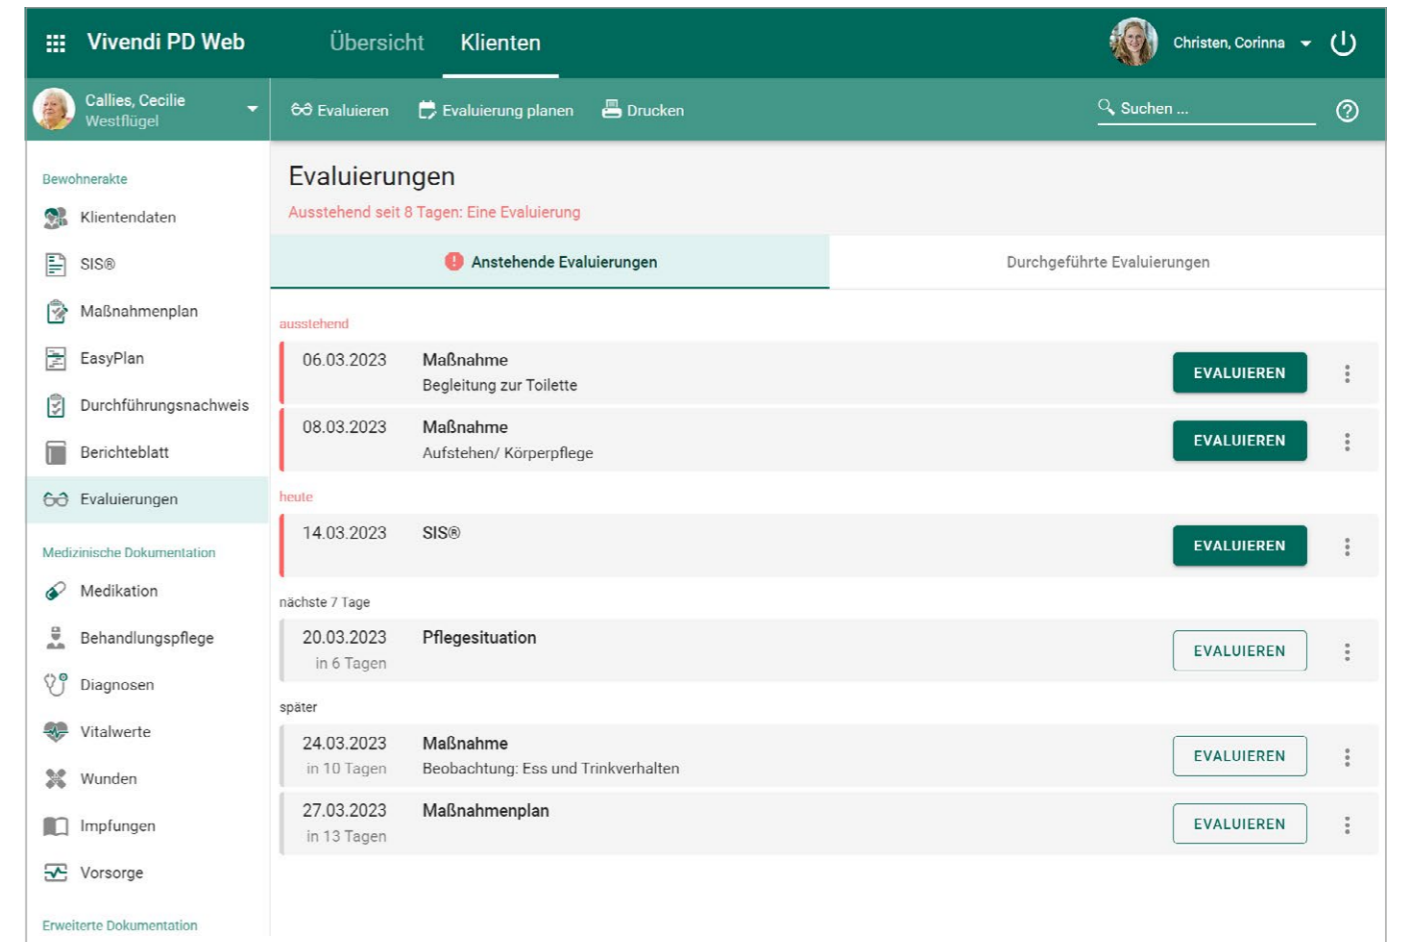 Vivendi PD Web
Übersicht
Klienten
Christen, Corinna
Callies, Cecilie
Westflügel
Evaluieren
Evaluierung planen
Drucken
Suchen ...
Bewohnerakte
Klientendaten
SIS®
Maßnahmenplan
EasyPlan
Durchführungsnachweis
Berichteblatt
Evaluierungen
Medizinische Dokumentation
Medikation
Behandlungspflege
Diagnosen
Vitalwerte
Wunden
Impfungen
Vorsorge
Erweiterte Dokumentation
Evaluierungen
Ausstehend seit 8 Tagen: Eine Evaluierung
Anstehende Evaluierungen
Durchgeführte Evaluierungen
ausstehend
06.03.2023 Maßnahme
Begleitung zur Toilette
EVALUIEREN
08.03.2023 Maßnahme
Aufstehen/ Körperpflege
EVALUIEREN
heute
14.03.2023 SIS®
EVALUIEREN
nächste 7 Tage
20.03.2023 Pflegesituation
in 6 Tagen
EVALUIEREN
später
24.03.2023 Maßnahme
in 10 Tagen Beobachtung: Ess und Trinkverhalten
EVALUIEREN
27.03.2023 Maßnahmenplan
in 13 Tagen
EVALUIEREN